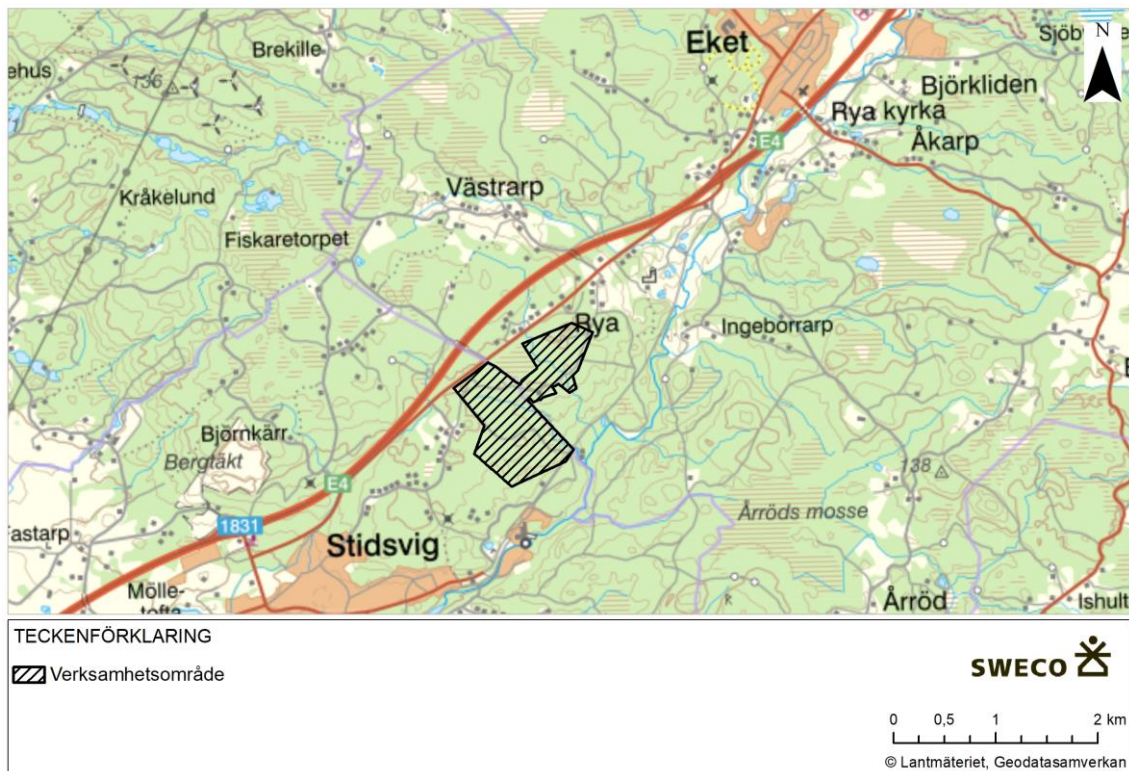 Eket
N
Sjöby
Brekille
ehus
136
Björkliden
Rya kyrka
E4
Åkarp
Västrarp
Kråkelund
Fiskaretorpet
Rya
Ingeborrarp
Björnkärr
Bergtäkt
138
E4
Årröds mosse
1831
astarp
Stidsvig
Mölle-
tofta
Årröd
Ishult
TECKENFÖRKLARING
Verksamhetsområde
SWECO
0 0,5 1 2 km
© Lantmäteriet, Geodatasamverkan